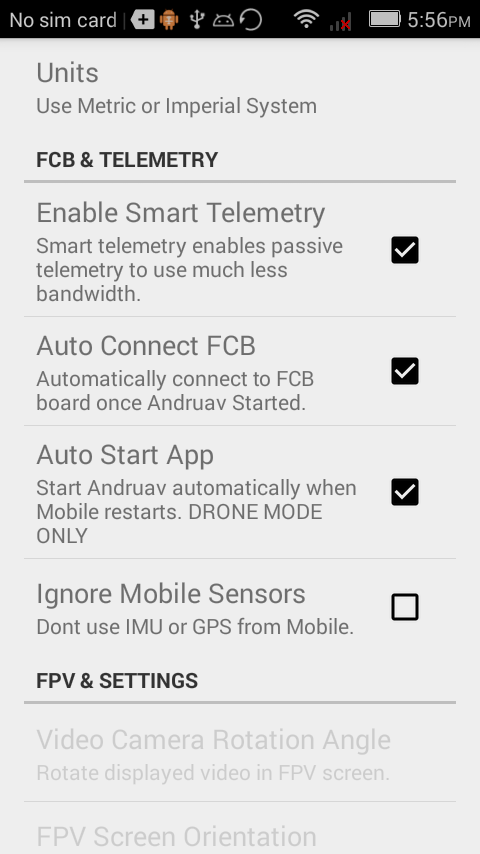 No sim card 5:56PM
Units
Use Metric or Imperial System
FCB & TELEMETRY
Enable Smart Telemetry
Smart telemetry enables passive
telemetry to use much less
bandwidth.
Auto Connect FCB
Automatically connect to FCB
board once Andruav Started.
Auto Start App
Start Andruav automatically when
Mobile restarts. DRONE MODE
ONLY
Ignore Mobile Sensors
Dont use IMU or GPS from Mobile.
FPV & SETTINGS
Video Camera Rotation Angle
Rotate displayed video in FPV screen.
FPV Screen Orientation